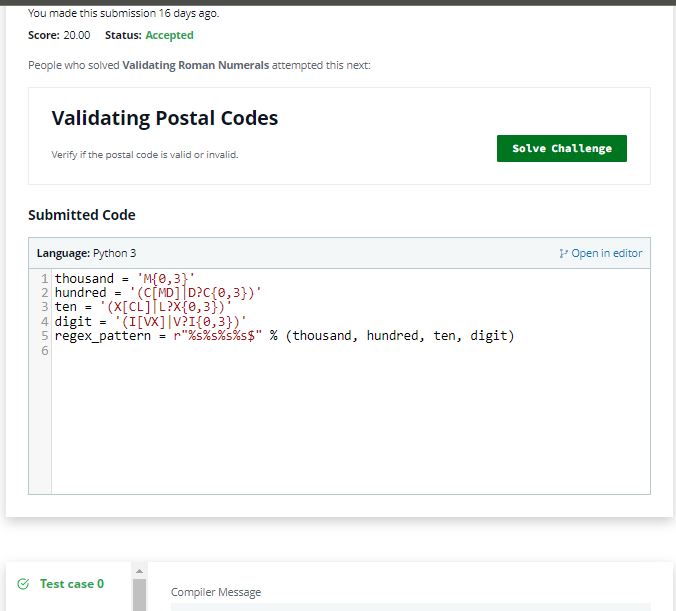 You made this submission 16 days ago.
Score: 20.00 Status: Accepted
People who solved Validating Roman Numerals attempted this next:
Validating Postal Codes
Verify if the postal code is valid or invalid.
Solve Challenge
Submitted Code
Language: Python 3
Open in editor
1 thousand = 'M{0,3}'
2 hundred = '(C[MD]|D?C{0,3})'
3 ten = '(X[CL]|L?X{0,3})'
4 digit = '(I[VX]|V?I{0,3})'
5 regex_pattern = r"%s%s%s%s$" % (thousand, hundred, ten, digit)
6
Test case 0
Compiler Message